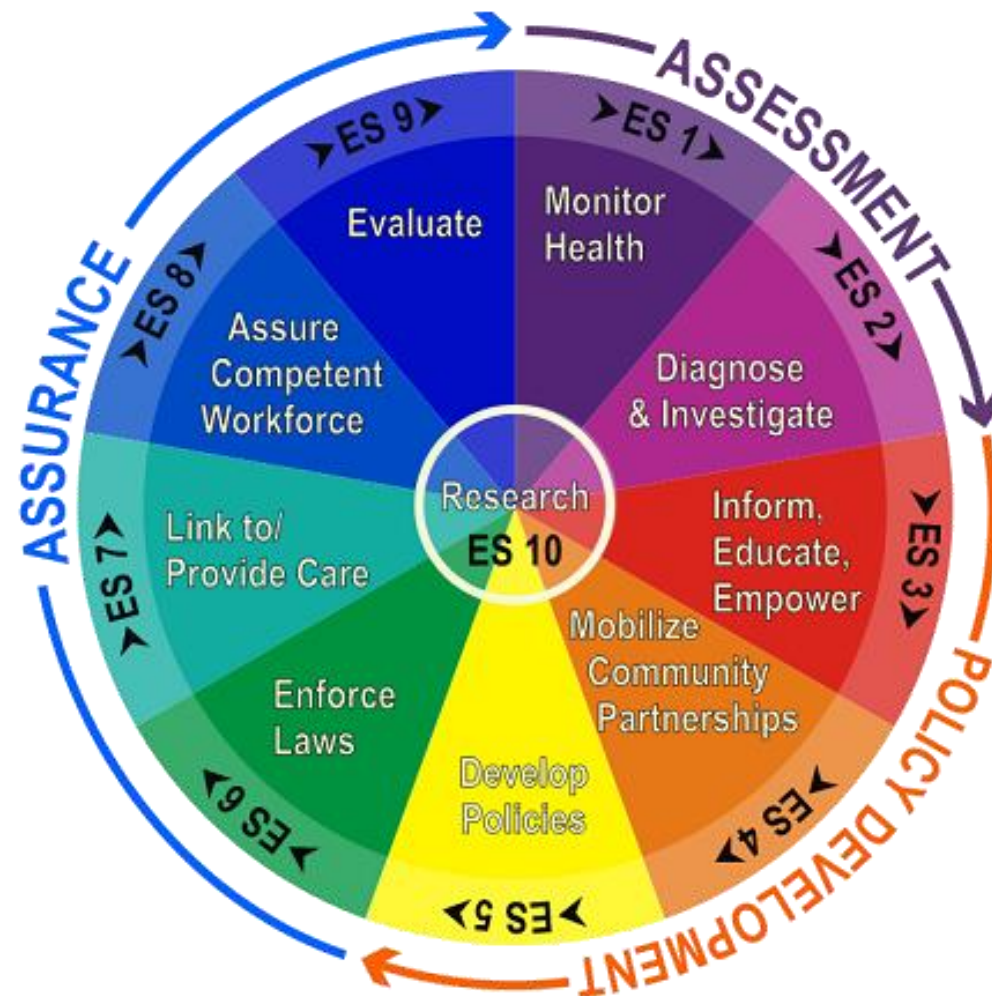 ASSESSMENT
➤ES 1➤
Monitor
Health
➤ES 2➤
Diagnose
& Investigate
➤ES 3➤
Inform,
Educate,
Empower
POLICY DEVELOPMENT
➤ES 4➤
Mobilize
Community
Partnerships
➤ES 5➤
Develop
Policies
ASSURANCE
➤ES 6➤
Enforce
Laws
➤ES 7➤
Link to/
Provide Care
➤ES 8➤
Assure
Competent
Workforce
➤ES 9➤
Evaluate
Research
ES 10